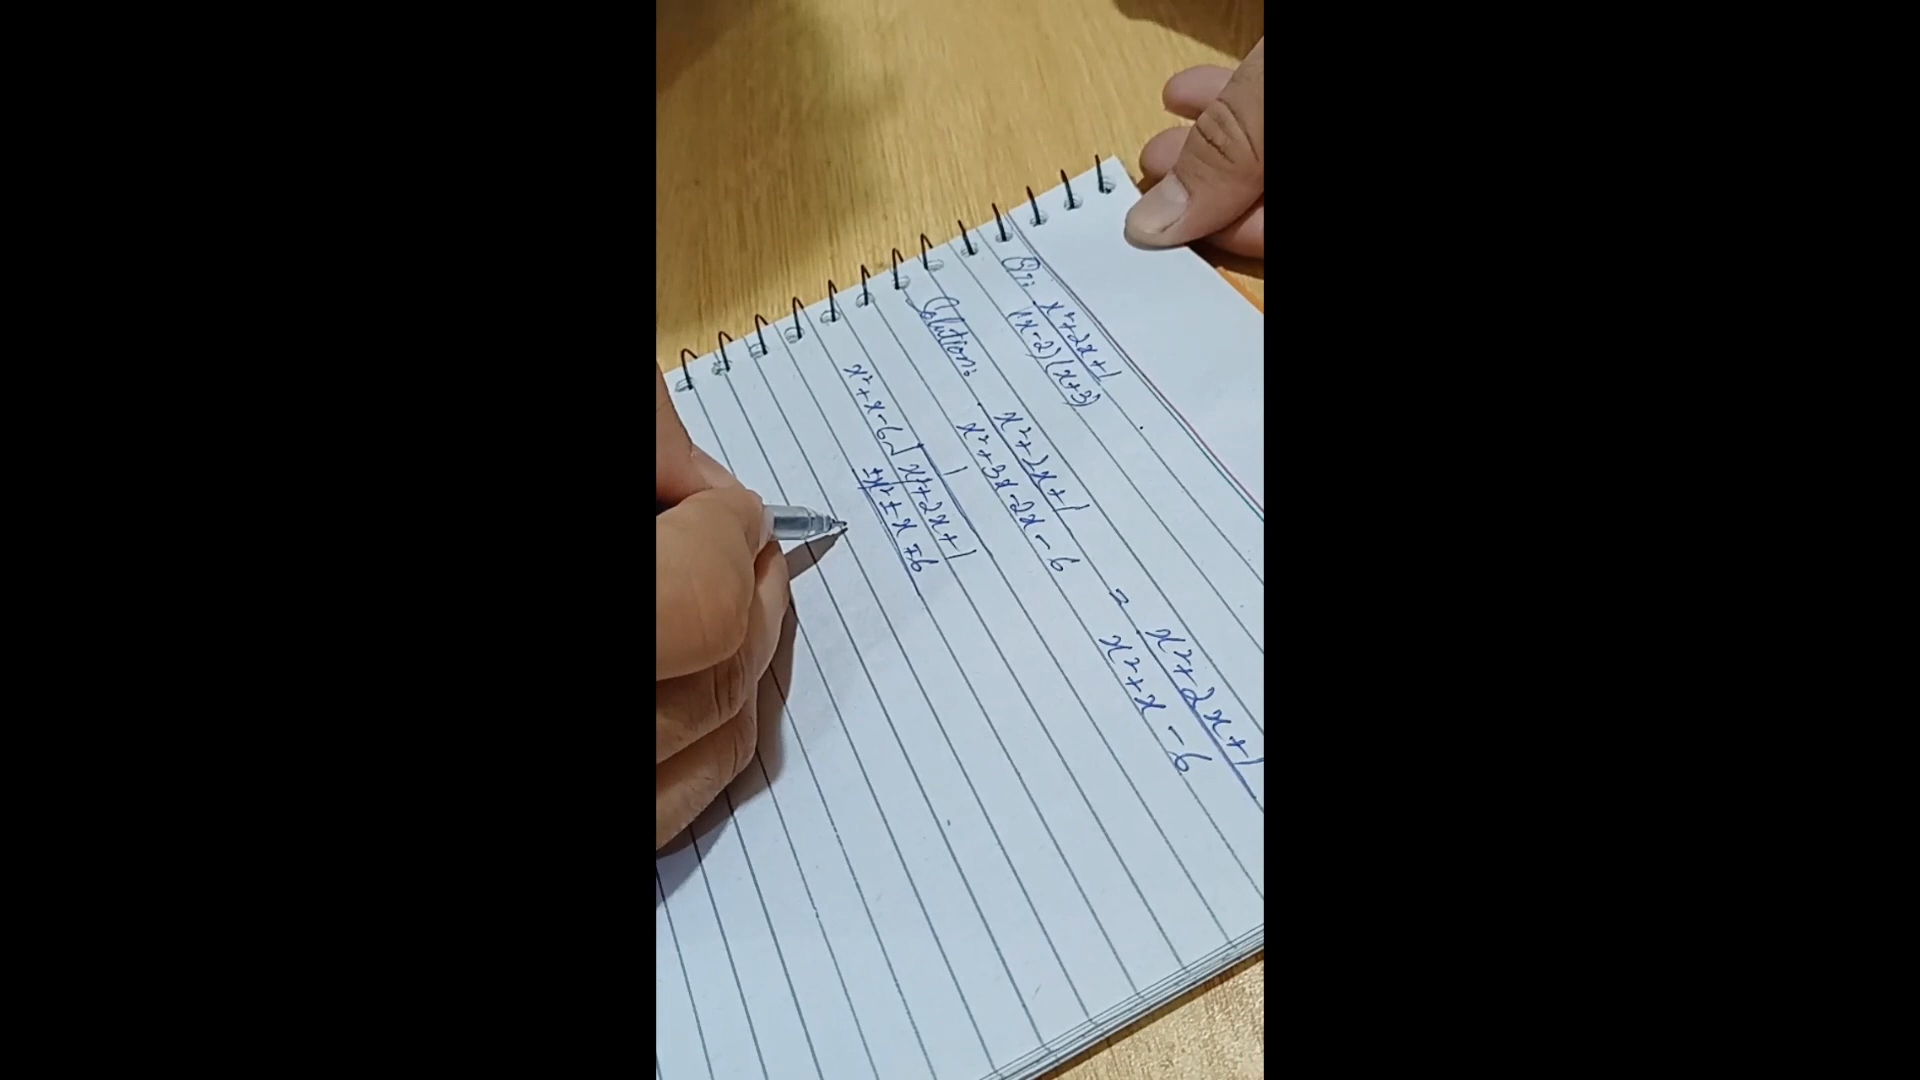 Q7: x²+2x+1
(x-2)(x+3)
Solution:
x²+2x+1 = x²+2x+1
x²+3x-2x-6 x²+x-6
1
x²+x-6 √x²+2x+1
±x²±x∓6